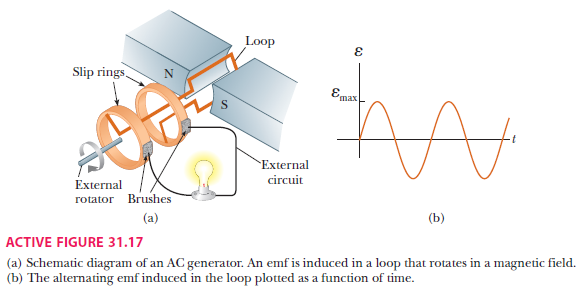 Loop
Slip rings
N
S
External
circuit
External
rotator
Brushes
(a)
ℰ
ℰmax
t
(b)
ACTIVE FIGURE 31.17
(a) Schematic diagram of an AC generator. An emf is induced in a loop that rotates in a magnetic field.
(b) The alternating emf induced in the loop plotted as a function of time.